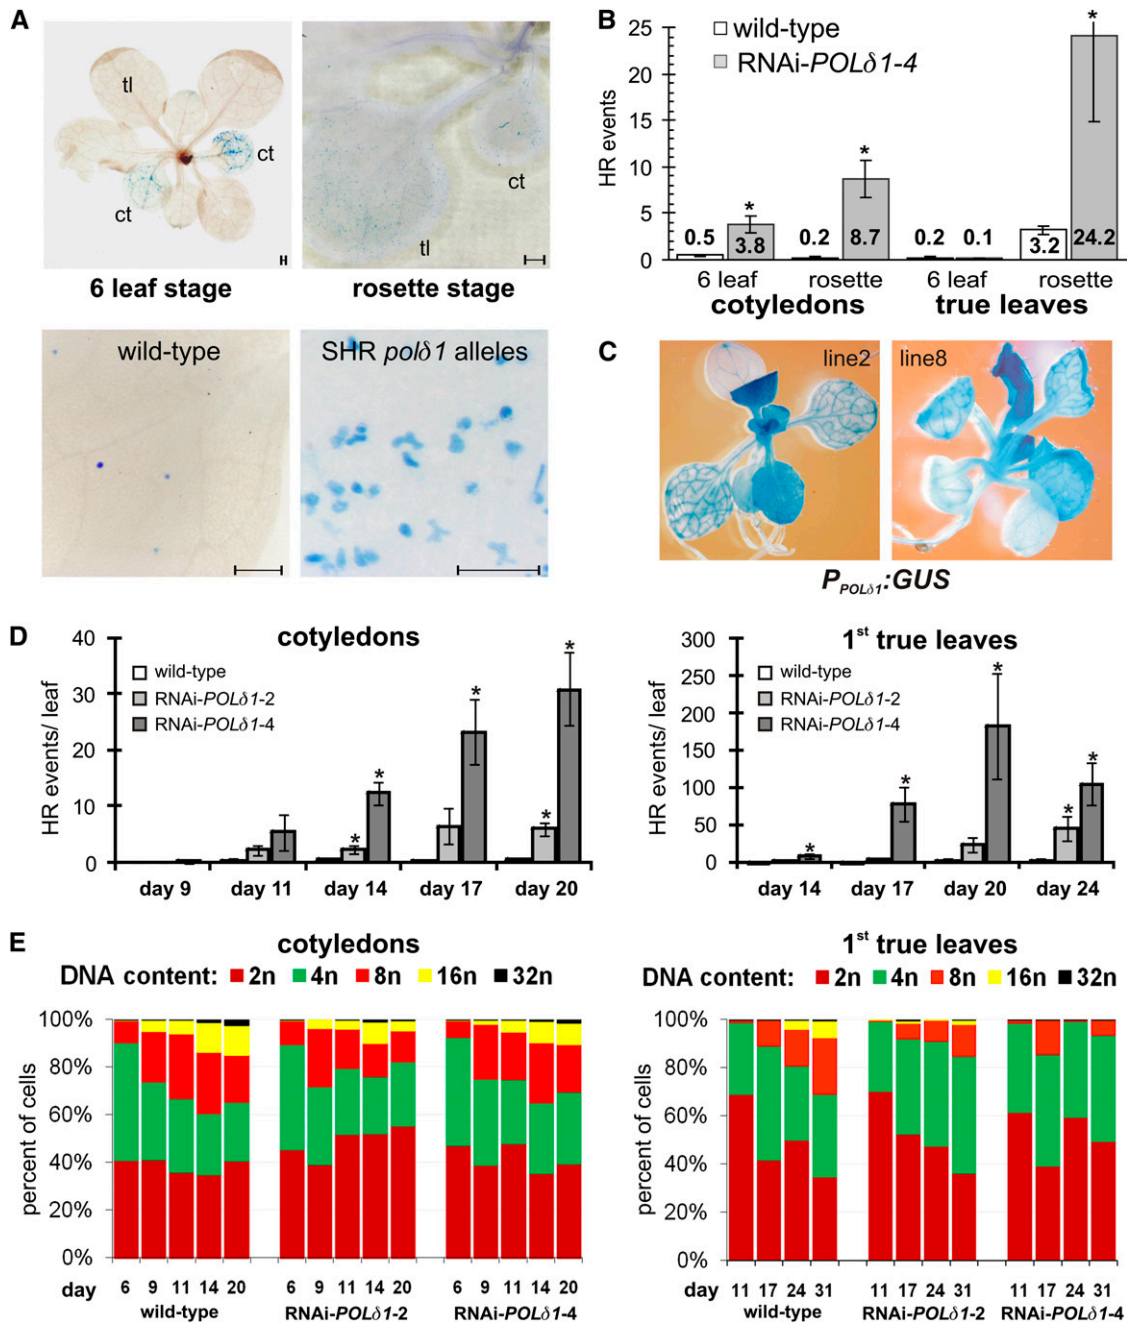 A
tl
ct
ct
6 leaf stage
tl
ct
rosette stage
wild-type
SHR polδ1 alleles
B
HR events
25
20
15
10
5
0
wild-type
RNAi-POLδ1-4
0.5
* 3.8
0.2
* 8.7
0.2
0.1
3.2
* 24.2
6 leaf rosette 6 leaf rosette
cotyledons true leaves
C
line2
line8
P POLδ1:GUS
D
cotyledons
HR events/ leaf
40
30
20
10
0
wild-type
RNAi-POLδ1-2
RNAi-POLδ1-4
* * * * *
day 9 day 11 day 14 day 17 day 20
1st true leaves
HR events/ leaf
300
250
200
150
100
50
0
wild-type
RNAi-POLδ1-2
RNAi-POLδ1-4
* * * * *
day 14 day 17 day 20 day 24
E
cotyledons
DNA content: 2n 4n 8n 16n 32n
percent of cells
100%
80%
60%
40%
20%
0%
day 6 9 11 14 20 6 9 11 14 20 6 9 11 14 20
wild-type RNAi-POLδ1-2 RNAi-POLδ1-4
1st true leaves
DNA content: 2n 4n 8n 16n 32n
percent of cells
100%
80%
60%
40%
20%
0%
day 11 17 24 31 11 17 24 31 11 17 24 31
wild-type RNAi-POLδ1-2 RNAi-POLδ1-4